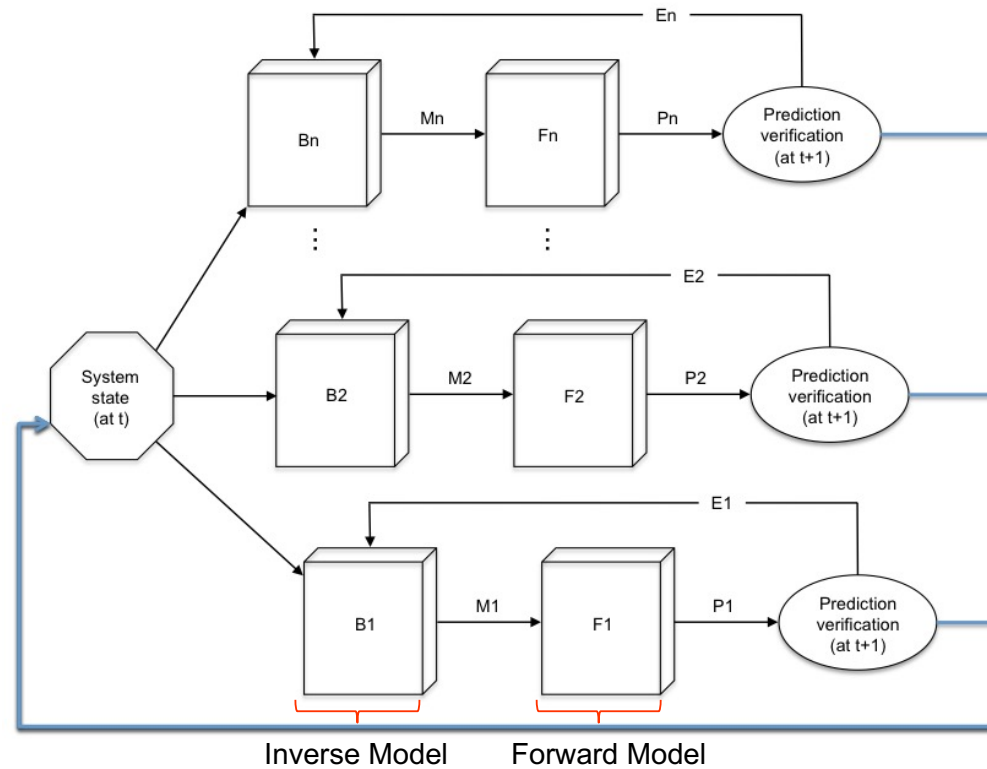 En
Bn
Mn
Fn
Pn
Prediction
verification
(at t+1)
⋮ ⋮
E2
System
state
(at t)
B2
M2
F2
P2
Prediction
verification
(at t+1)
E1
B1
M1
F1
P1
Prediction
verification
(at t+1)
Inverse Model
Forward Model